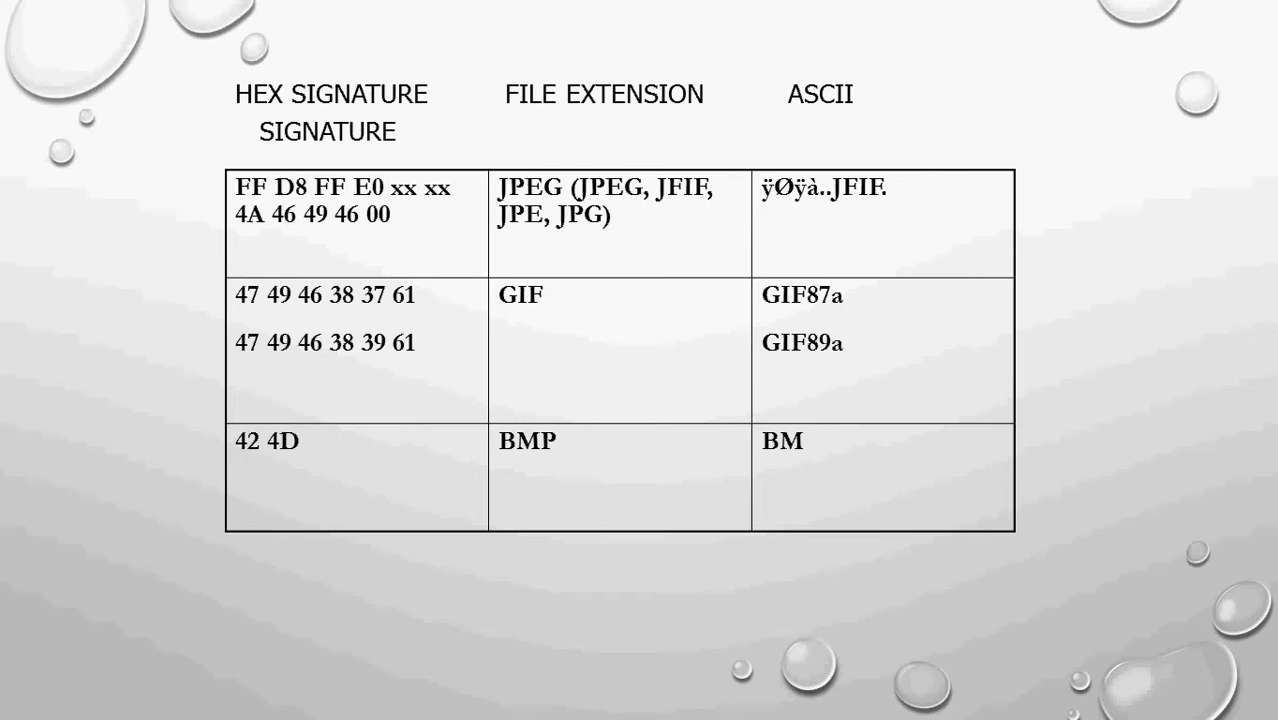 HEX SIGNATURE FILE EXTENSION ASCII
SIGNATURE
FF D8 FF E0 xx xx JPEG (JPEG, JFIF, ÿØÿà..JFIF.
4A 46 49 46 00 JPE, JPG)
47 49 46 38 37 61 GIF GIF87a
47 49 46 38 39 61 GIF89a
42 4D BMP BM